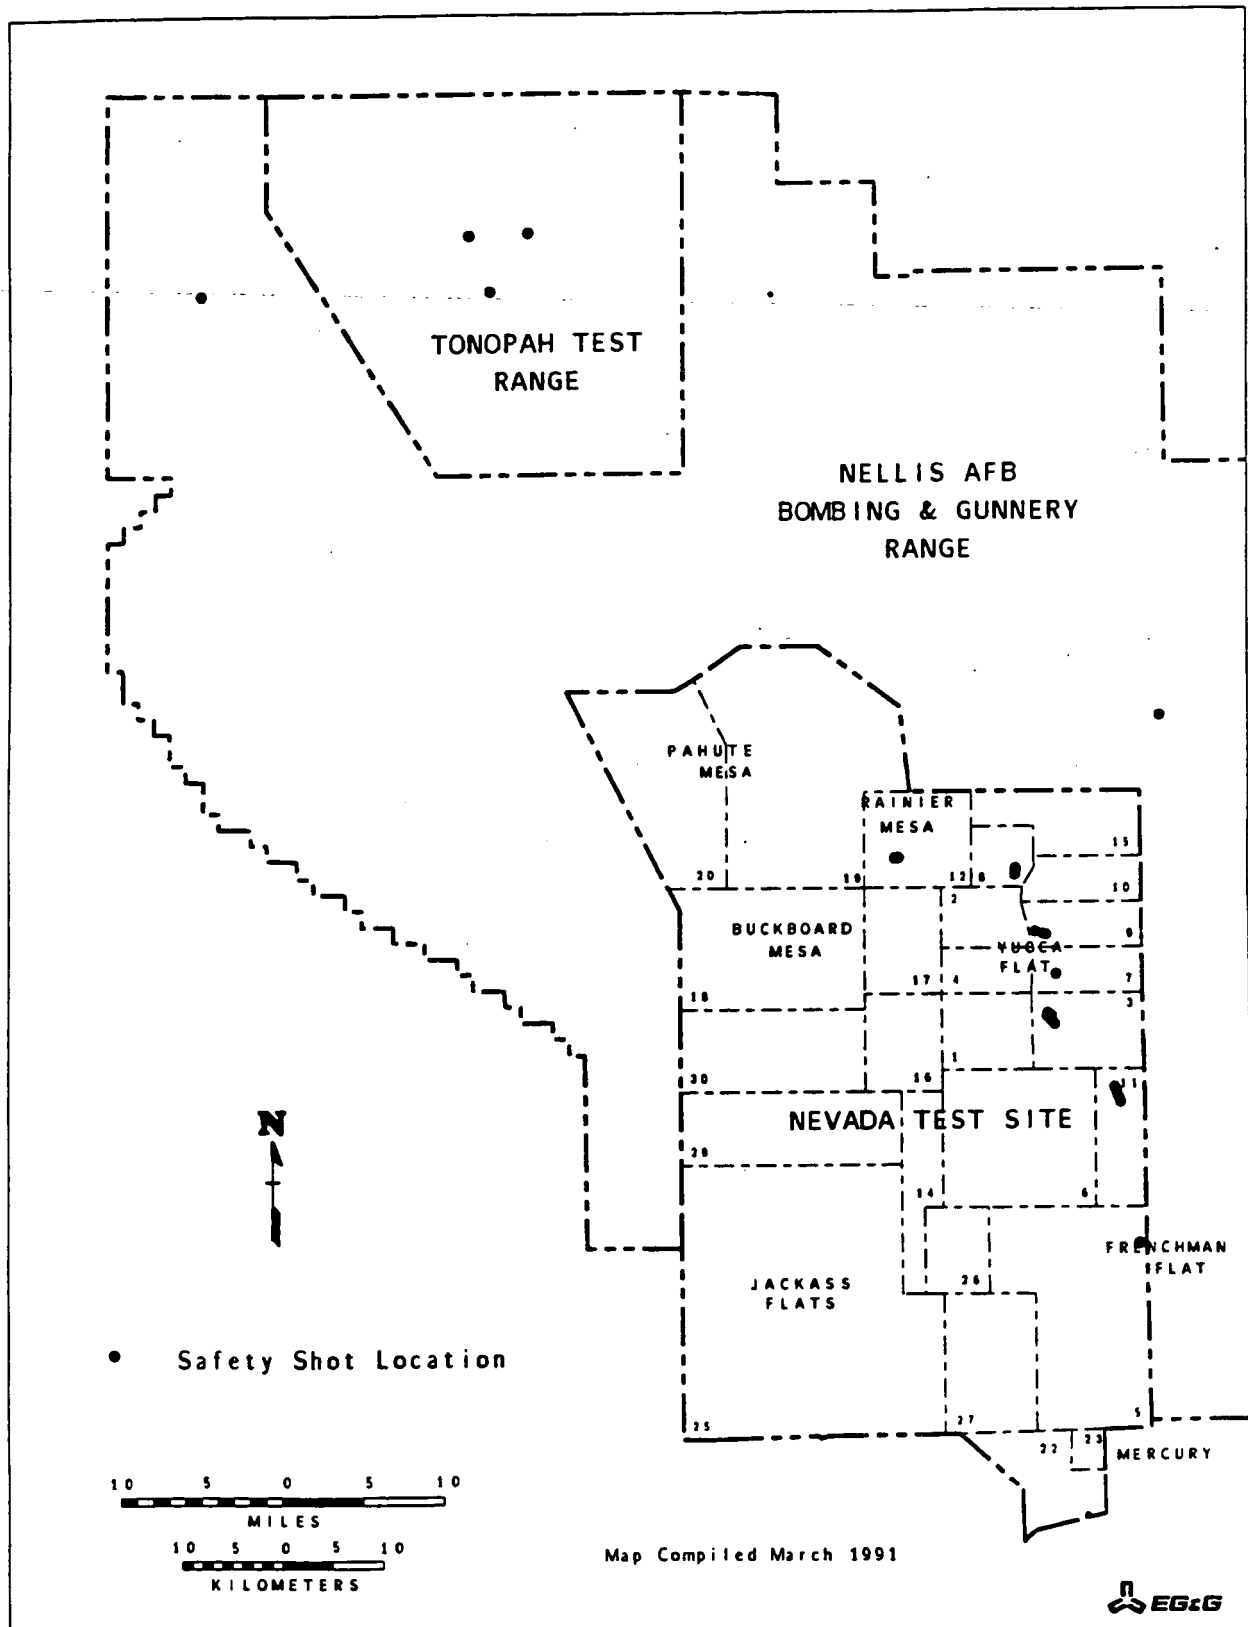 TONOPAH TEST
RANGE
NELLIS AFB
BOMBING & GUNNERY
RANGE
PAHUTE
MESA
RAINIER
MESA
15
20
19
12
8
10
2
BUCKBOARD
MESA
9
YUCCA
FLAT
17
4
7
18
3
1
30
16
11
NEVADA TEST SITE
N
29
14
6
FRENCHMAN
FLAT
26
JACKASS
FLATS
Safety Shot Location
25
27
5
22
23
MERCURY
10 5 0 5 10
MILES
10 5 0 5 10
KILOMETERS
Map Compiled March 1991
EG&G